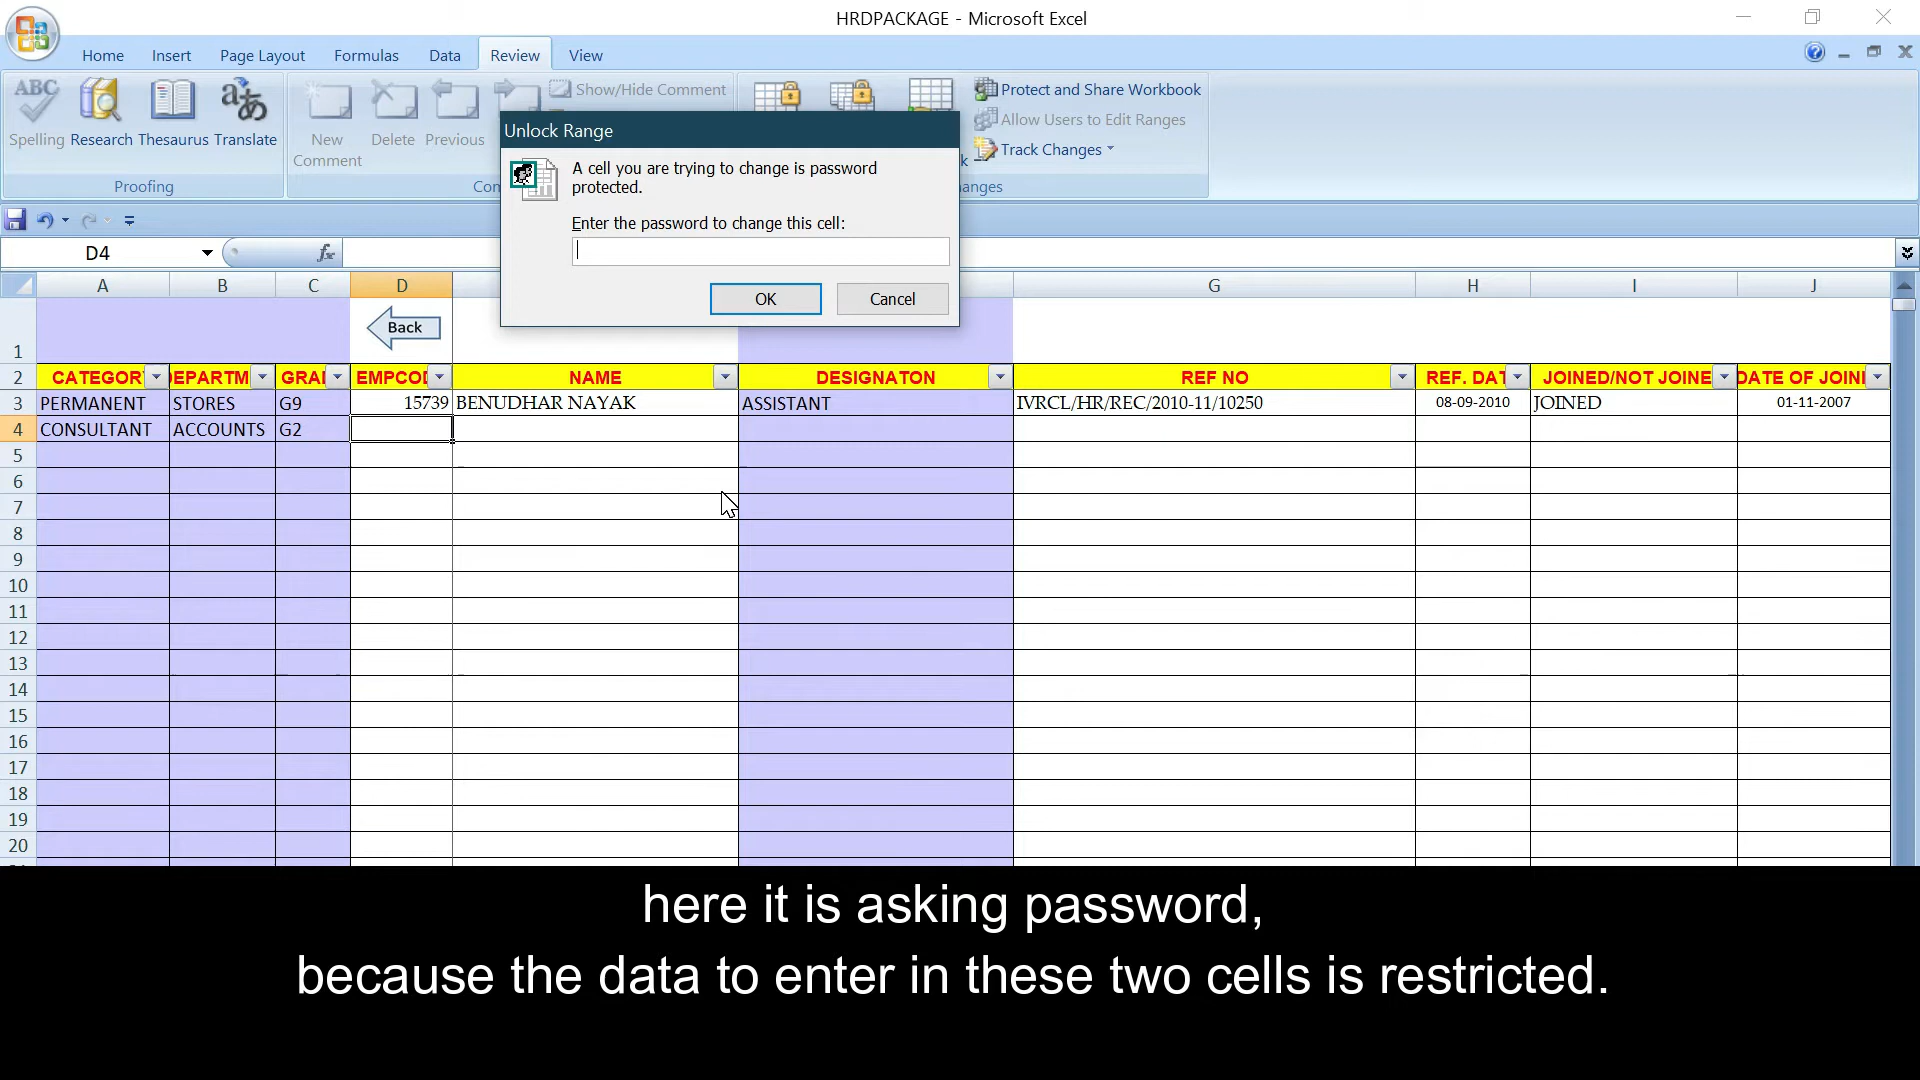 HRDPACKAGE - Microsoft Excel
Home Insert Page Layout Formulas Data Review View
ABC
Spelling Research Thesaurus Translate
Proofing
New
Comment
Delete Previous
Show/Hide Comment
Protect and Share Workbook
Allow Users to Edit Ranges
Track Changes
Unlock Range
A cell you are trying to change is password
protected.
Enter the password to change this cell:
OK Cancel
D4 fx
A B C D G H I J
1 Back
2 CATEGOR EPARTM GRA EMPCO NAME DESIGNATON REF NO REF. DAT JOINED/NOT JOINE DATE OF JOIN
3 PERMANENT STORES G9 15739 BENUDHAR NAYAK ASSISTANT IVRCL/HR/REC/2010-11/10250 08-09-2010 JOINED 01-11-2007
4 CONSULTANT ACCOUNTS G2
5
6
7
8
9
10
11
12
13
14
15
16
17
18
19
20
here it is asking password,
because the data to enter in these two cells is restricted.